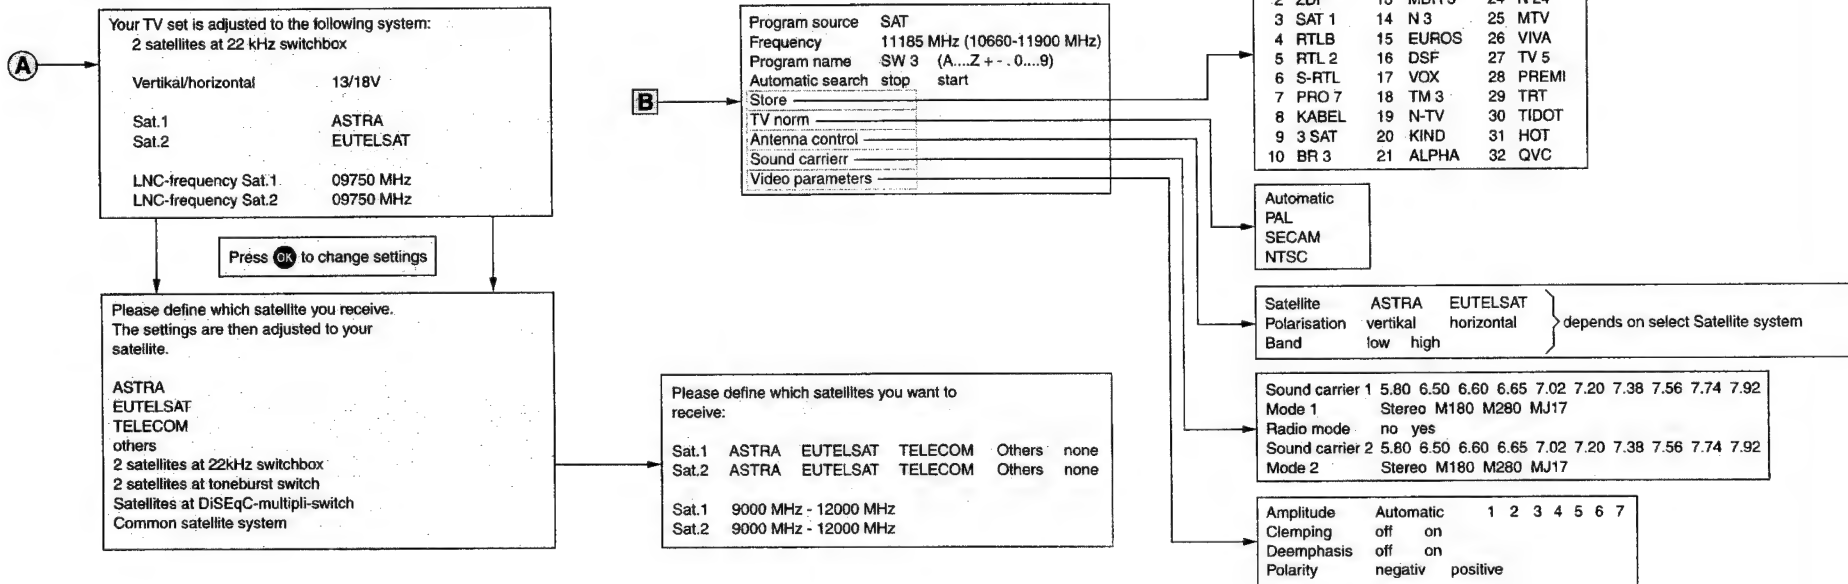 Your TV set is adjusted to the following system:
2 satellites at 22 kHz switchbox
A
Vertikal/horizontal 13/18V
Sat.1 ASTRA
Sat.2 EUTELSAT
LNC-frequency Sat.1 09750 MHz
LNC-frequency Sat.2 09750 MHz
Press OK to change settings
Please define which satellite you receive.
The settings are then adjusted to your
satellite.
ASTRA
EUTELSAT
TELECOM
others
2 satellites at 22kHz switchbox
2 satellites at toneburst switch
Satellites at DiSEqC-multipli-switch
Common satellite system
Please define which satellites you want to
receive:
Sat.1 ASTRA EUTELSAT TELECOM Others none
Sat.2 ASTRA EUTELSAT TELECOM Others none
Sat.1 9000 MHz - 12000 MHz
Sat.2 9000 MHz - 12000 MHz
B
Program source SAT
Frequency 11185 MHz (10660-11900 MHz)
Program name SW 3 (A....Z + - . 0....9)
Automatic search stop start
Store
TV norm
Antenna control
Sound carrierr
Video parameters
2 ZDF 13 MDR 3 24 N 24
3 SAT 1 14 N 3 25 MTV
4 RTLB 15 EUROS 26 VIVA
5 RTL 2 16 DSF 27 TV 5
6 S-RTL 17 VOX 28 PREMI
7 PRO 7 18 TM 3 29 TRT
8 KABEL 19 N-TV 30 TIDOT
9 3 SAT 20 KIND 31 HOT
10 BR 3 21 ALPHA 32 QVC
Automatic
PAL
SECAM
NTSC
Satellite ASTRA EUTELSAT
Polarisation vertikal horizontal depends on select Satellite system
Band low high
Sound carrier 1 5.80 6.50 6.60 6.65 7.02 7.20 7.38 7.56 7.74 7.92
Mode 1 Stereo M180 M280 MJ17
Radio mode no yes
Sound carrier 2 5.80 6.50 6.60 6.65 7.02 7.20 7.38 7.56 7.74 7.92
Mode 2 Stereo M180 M280 MJ17
Amplitude Automatic 1 2 3 4 5 6 7
Clemping off on
Deemphasis off on
Polarity negativ positive